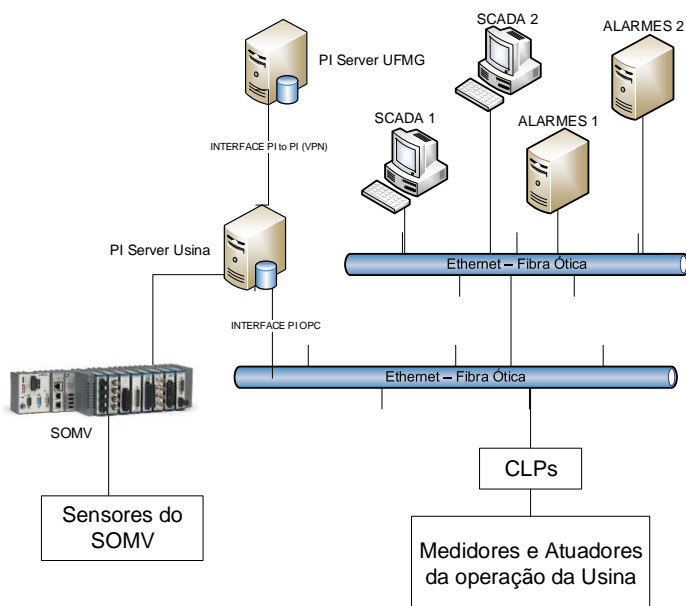 SCADA 2
ALARMES 2
PI Server UFMG
SCADA 1
ALARMES 1
INTERFACE PI to PI (VPN)
PI Server Usina
Ethernet – Fibra Ótica
INTERFACE PI OPC
Ethernet – Fibra Ótica
SOMV
CLPs
Sensores do
SOMV
Medidores e Atuadores
da operação da Usina